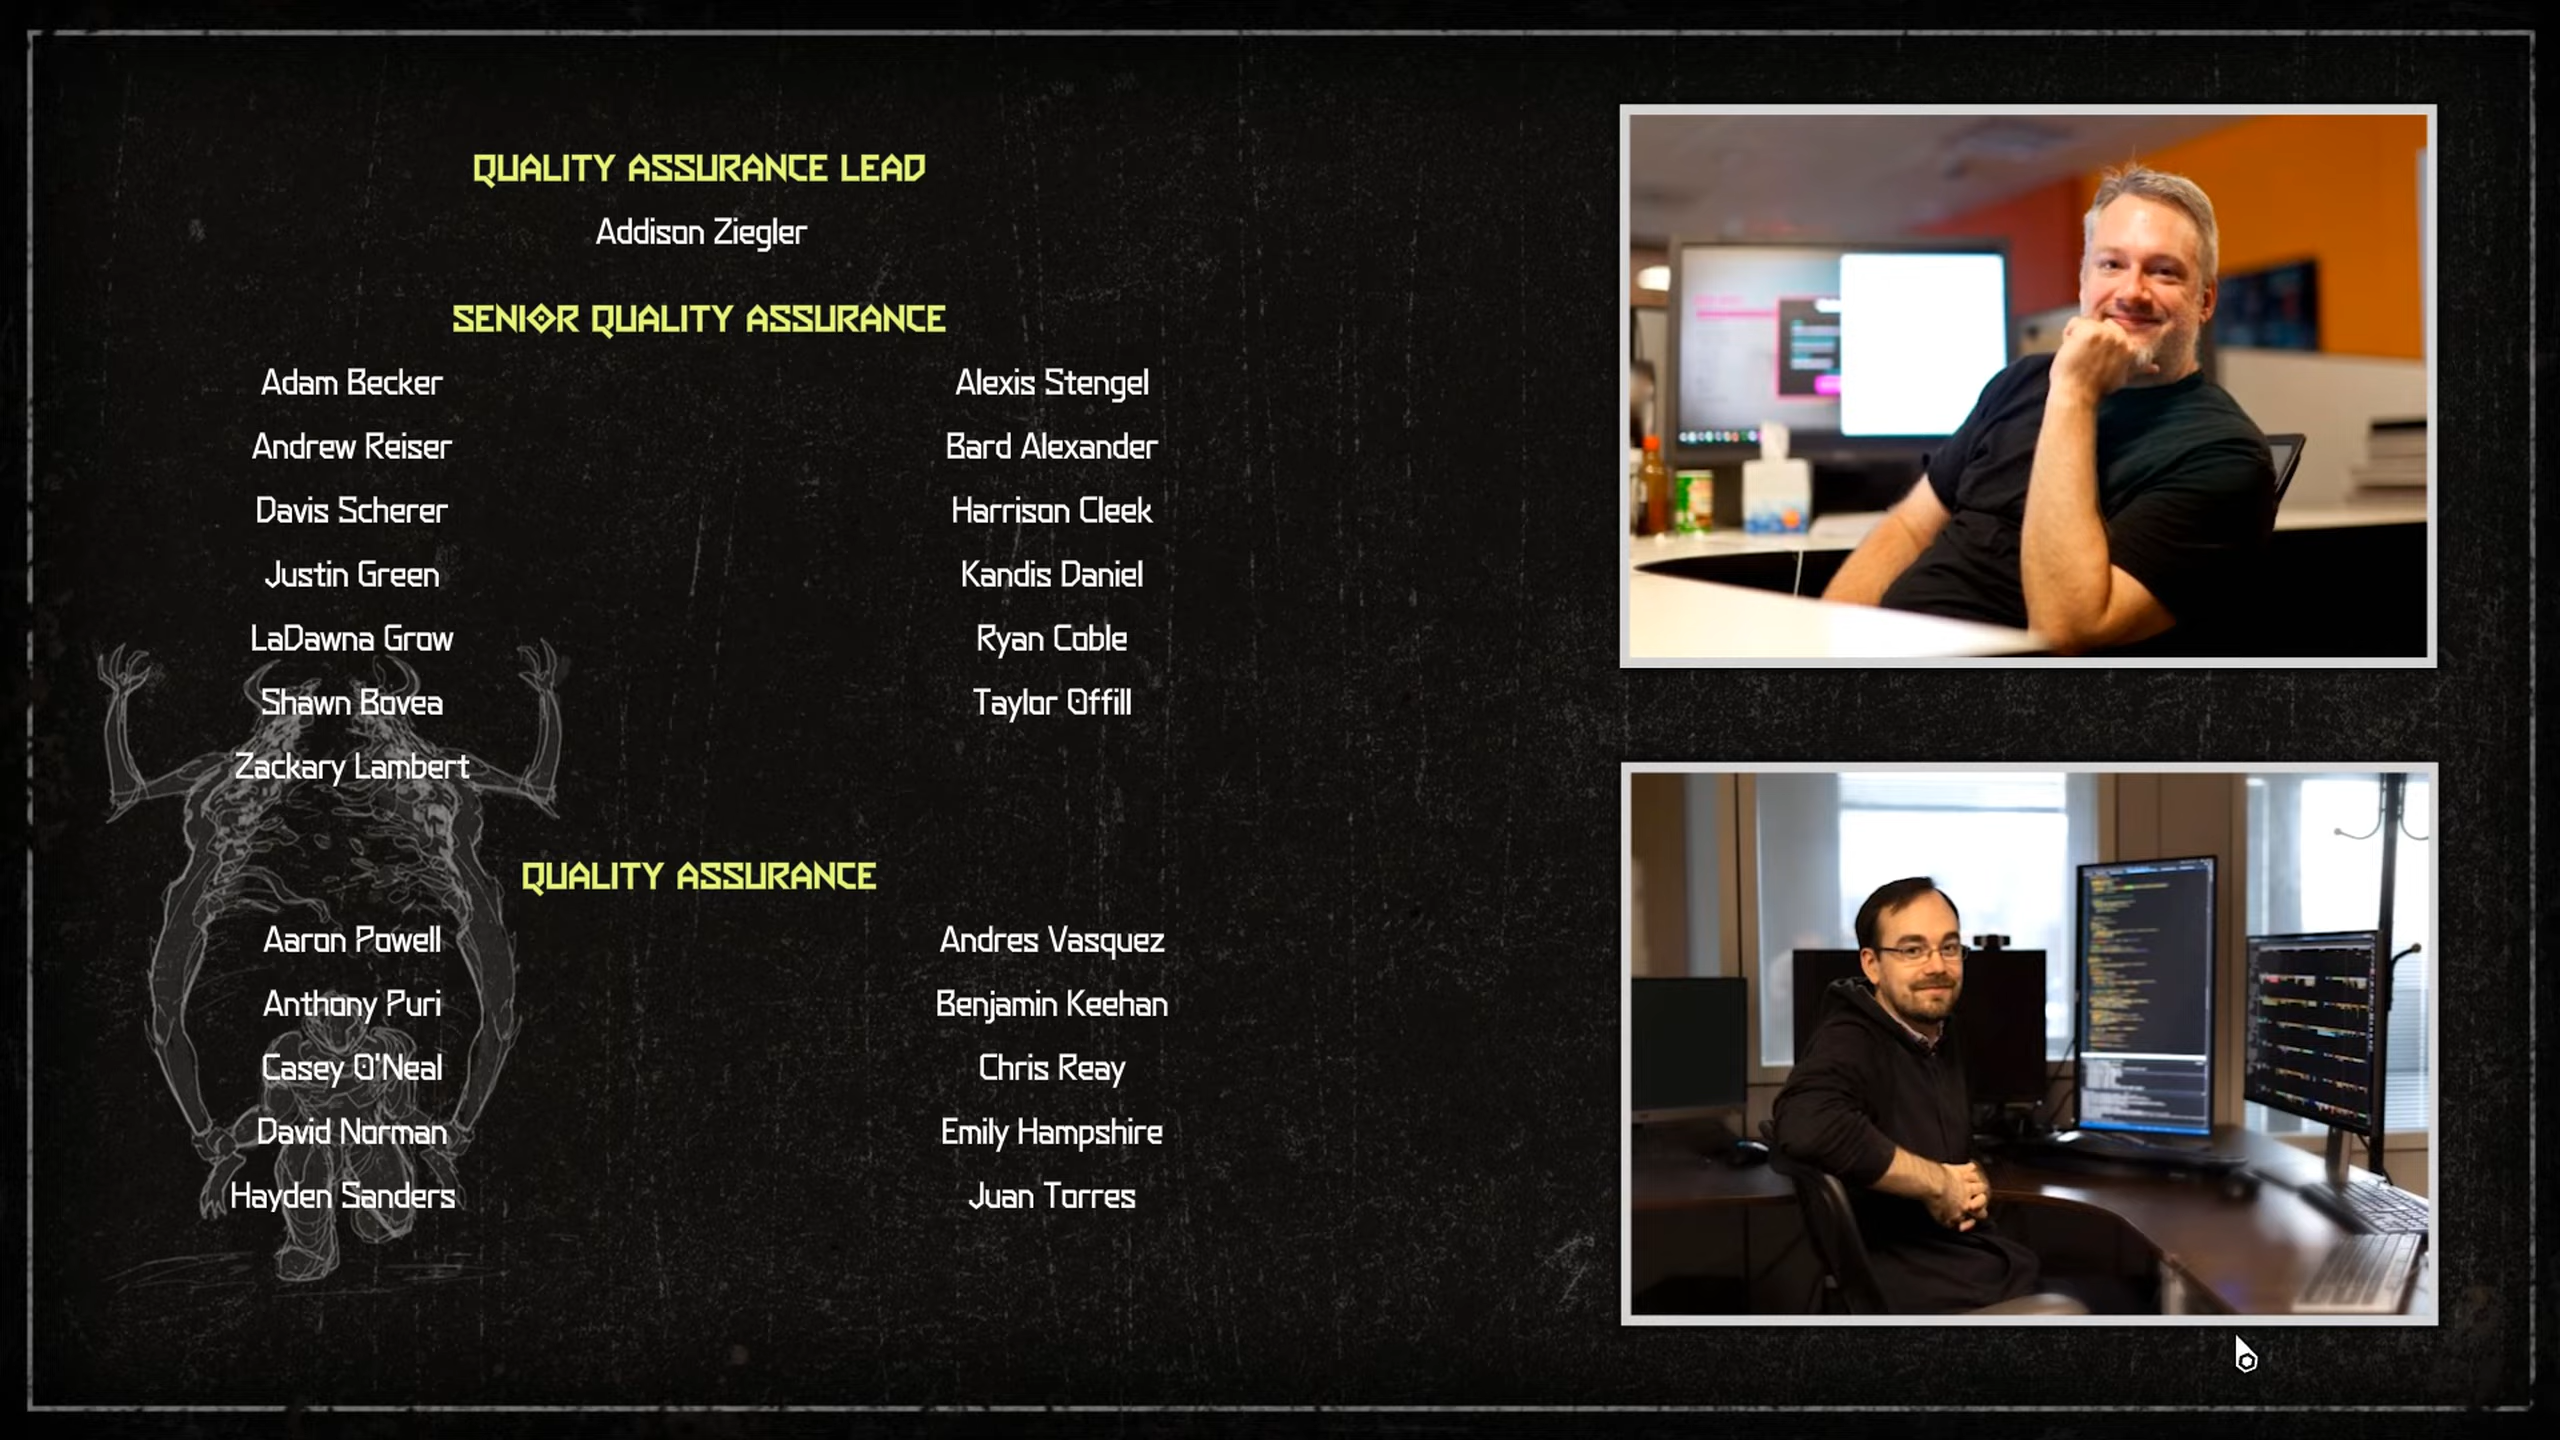 QUALITY ASSURANCE LEAD
Addison Ziegler
SENIOR QUALITY ASSURANCE
Adam Becker
Alexis Stengel
Andrew Reiser
Bard Alexander
Davis Scherer
Harrison Cleek
Justin Green
Kandis Daniel
LaDawna Grow
Ryan Coble
Shawn Bovea
Taylor Offill
Zackary Lambert
QUALITY ASSURANCE
Aaron Powell
Andres Vasquez
Anthony Puri
Benjamin Keehan
Casey O'Neal
Chris Reay
David Norman
Emily Hampshire
Hayden Sanders
Juan Torres